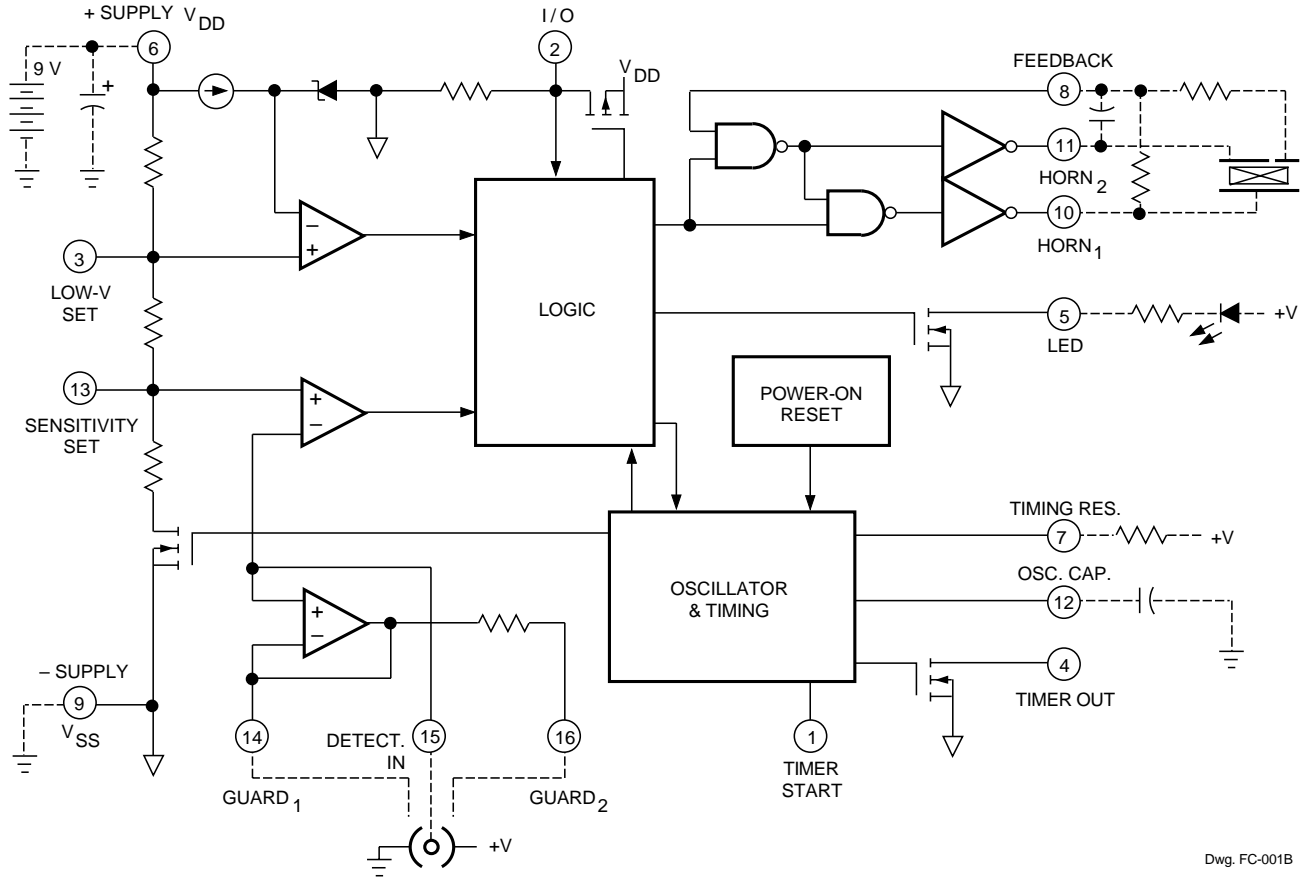 + SUPPLY V DD
6
9 V
+
I / O
2
V DD
FEEDBACK
8
11
HORN 2
10
HORN 1
–
+
3
LOW-V
SET
LOGIC
5
LED
+V
13
SENSITIVITY
SET
+
–
POWER-ON
RESET
TIMING RES.
7
+V
OSC. CAP.
12
OSCILLATOR
& TIMING
+
–
4
TIMER OUT
– SUPPLY
9
V SS
14
DETECT.
IN
15
16
1
TIMER
START
GUARD 1
GUARD 2
+V
Dwg. FC-001B